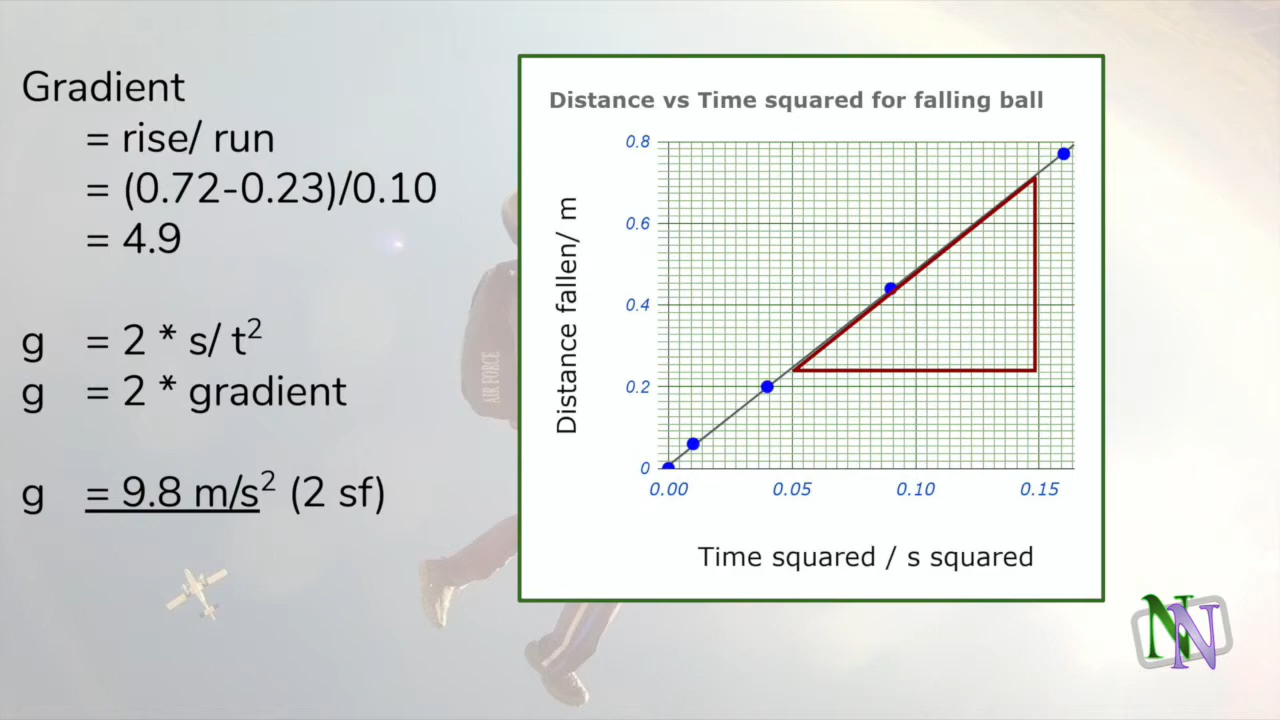 Gradient
= rise/ run
= (0.72-0.23)/0.10
= 4.9
g = 2 * s/ t²
g = 2 * gradient
g = 9.8 m/s² (2 sf)
Distance vs Time squared for falling ball
Distance fallen/ m
0.8
0.6
0.4
0.2
0
0.00 0.05 0.10 0.15
Time squared / s squared
AIR FORCE
N N